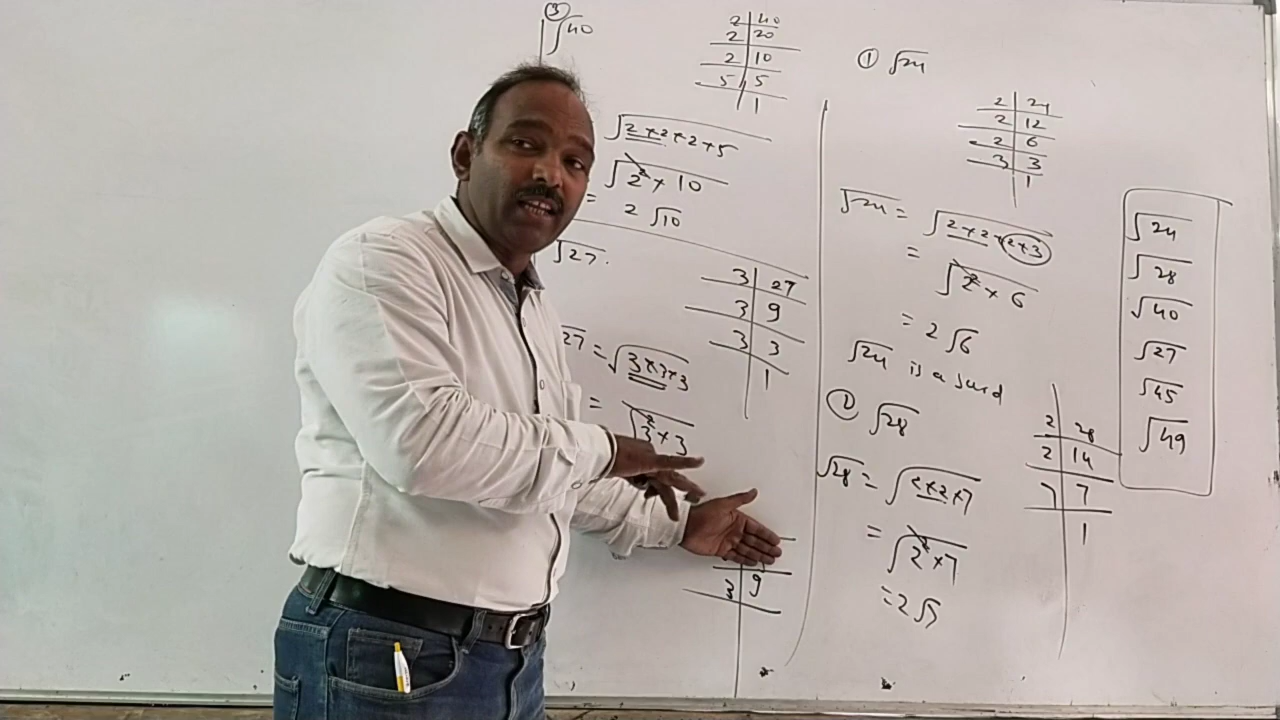 ③
√40
2 | 40
2 | 20
2 | 10
5 | 5
1
√2×2×2×5
√2²×10
= 2√10
√27.
3 | 27
3 | 9
3 | 3
1
27 = √3×3×3
= √3²×3
9
3
① √24
2 | 24
2 | 12
2 | 6
3 | 3
1
√24 = √2×2×2×3
= √2²×6
= 2√6
√24 is a surd
√28
2 | 28
2 | 14
7 | 7
1
√28 = √2×2×7
= √2²×7
= 2√7
√24
√28
√40
√27
√45
√49